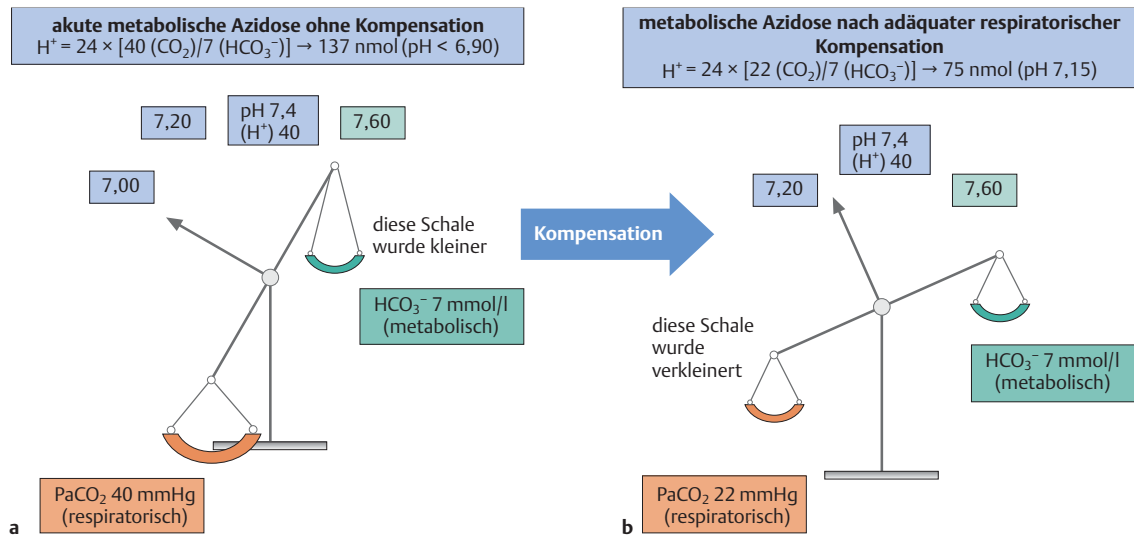 akute metabolische Azidose ohne Kompensation
H⁺ = 24 × [40 (CO₂)/7 (HCO₃⁻)] → 137 nmol (pH < 6,90)
7,00
7,20
pH 7,4
(H⁺) 40
7,60
diese Schale
wurde kleiner
HCO₃⁻ 7 mmol/l
(metabolisch)
PaCO₂ 40 mmHg
(respiratorisch)
a
Kompensation
metabolische Azidose nach adäquater respiratorischer
Kompensation
H⁺ = 24 × [22 (CO₂)/7 (HCO₃⁻)] → 75 nmol (pH 7,15)
7,20
pH 7,4
(H⁺) 40
7,60
diese Schale
wurde
verkleinert
HCO₃⁻ 7 mmol/l
(metabolisch)
PaCO₂ 22 mmHg
(respiratorisch)
b